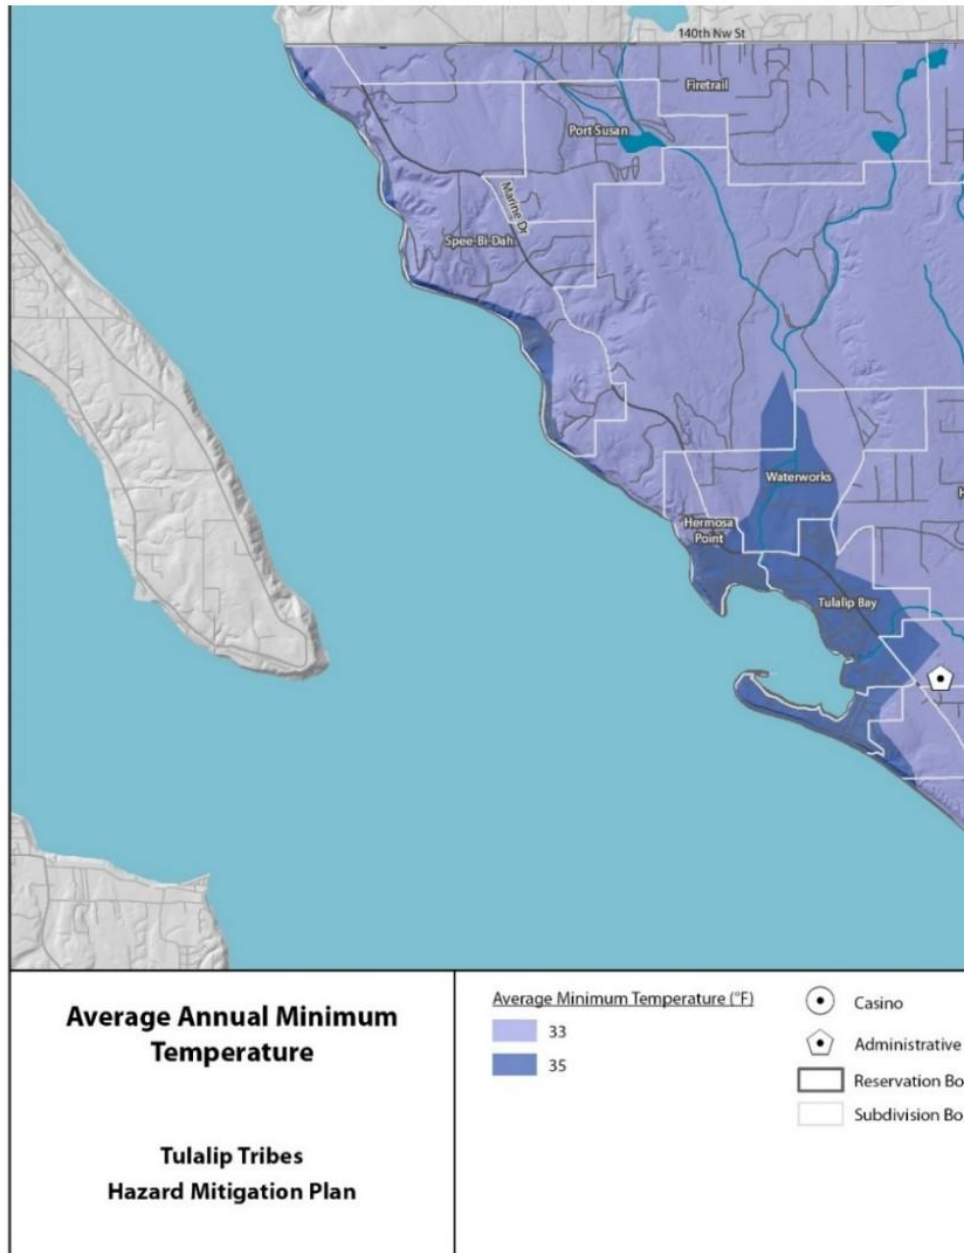 140th Nw St
Firetrail
Port Susan
Marine Dr
Spee-Bi-Dah
Waterworks
H
Hermosa
Point
Tulalip Bay
Average Annual Minimum
Temperature
Tulalip Tribes
Hazard Mitigation Plan
Average Minimum Temperature (°F)
33
35
Casino
Administrative
Reservation Bo
Subdivision Bo